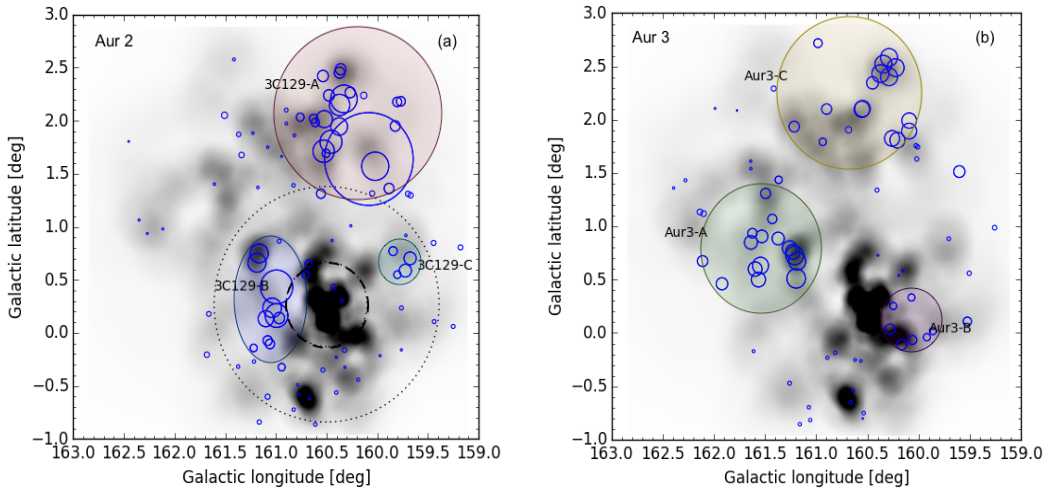 Aur 2
(a)
3C129-A
3C129-B
3C129-C
3.0
2.5
2.0
1.5
1.0
0.5
0.0
−0.5
−1.0
163.0 162.5 162.0 161.5 161.0 160.5 160.0 159.5 159.0
Galactic longitude [deg]
Galactic latitude [deg]
Aur 3
(b)
Aur3-C
Aur3-A
Aur3-B
3.0
2.5
2.0
1.5
1.0
0.5
0.0
−0.5
−1.0
163.0 162.5 162.0 161.5 161.0 160.5 160.0 159.5 159.0
Galactic longitude [deg]
Galactic latitude [deg]